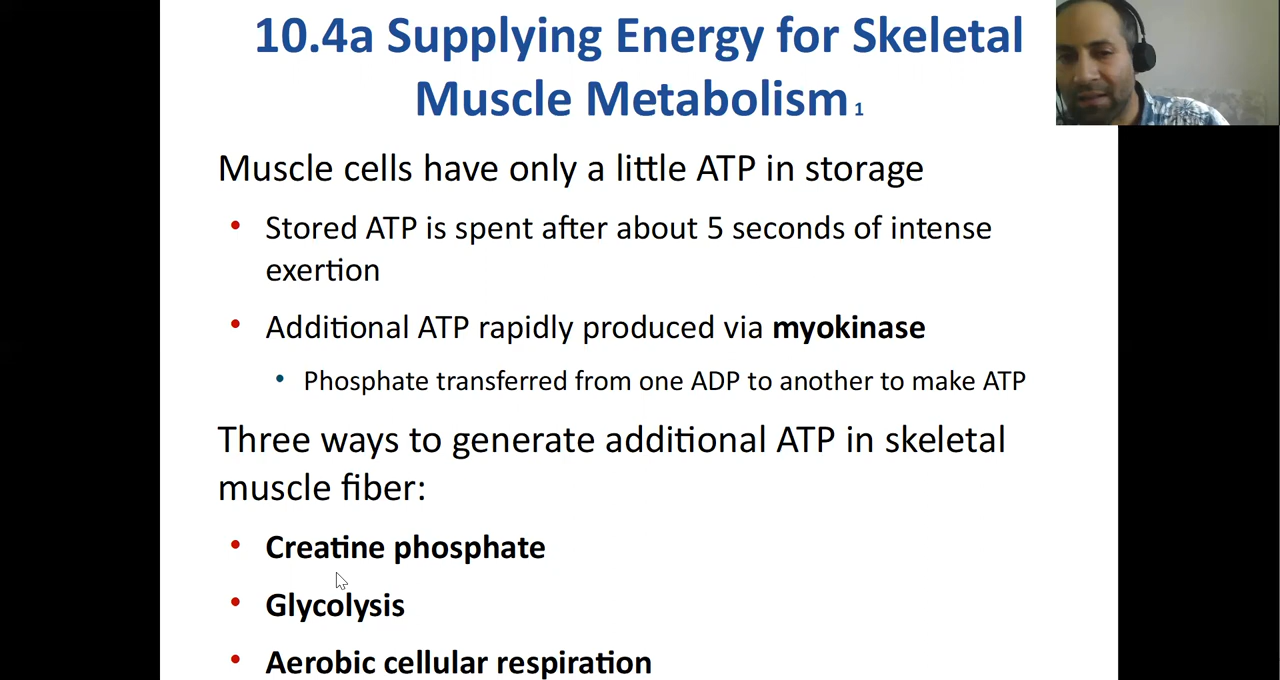 10.4a Supplying Energy for Skeletal
Muscle Metabolism 1
Muscle cells have only a little ATP in storage
• Stored ATP is spent after about 5 seconds of intense
exertion
• Additional ATP rapidly produced via myokinase
• Phosphate transferred from one ADP to another to make ATP
Three ways to generate additional ATP in skeletal
muscle fiber:
• Creatine phosphate
• Glycolysis
• Aerobic cellular respiration